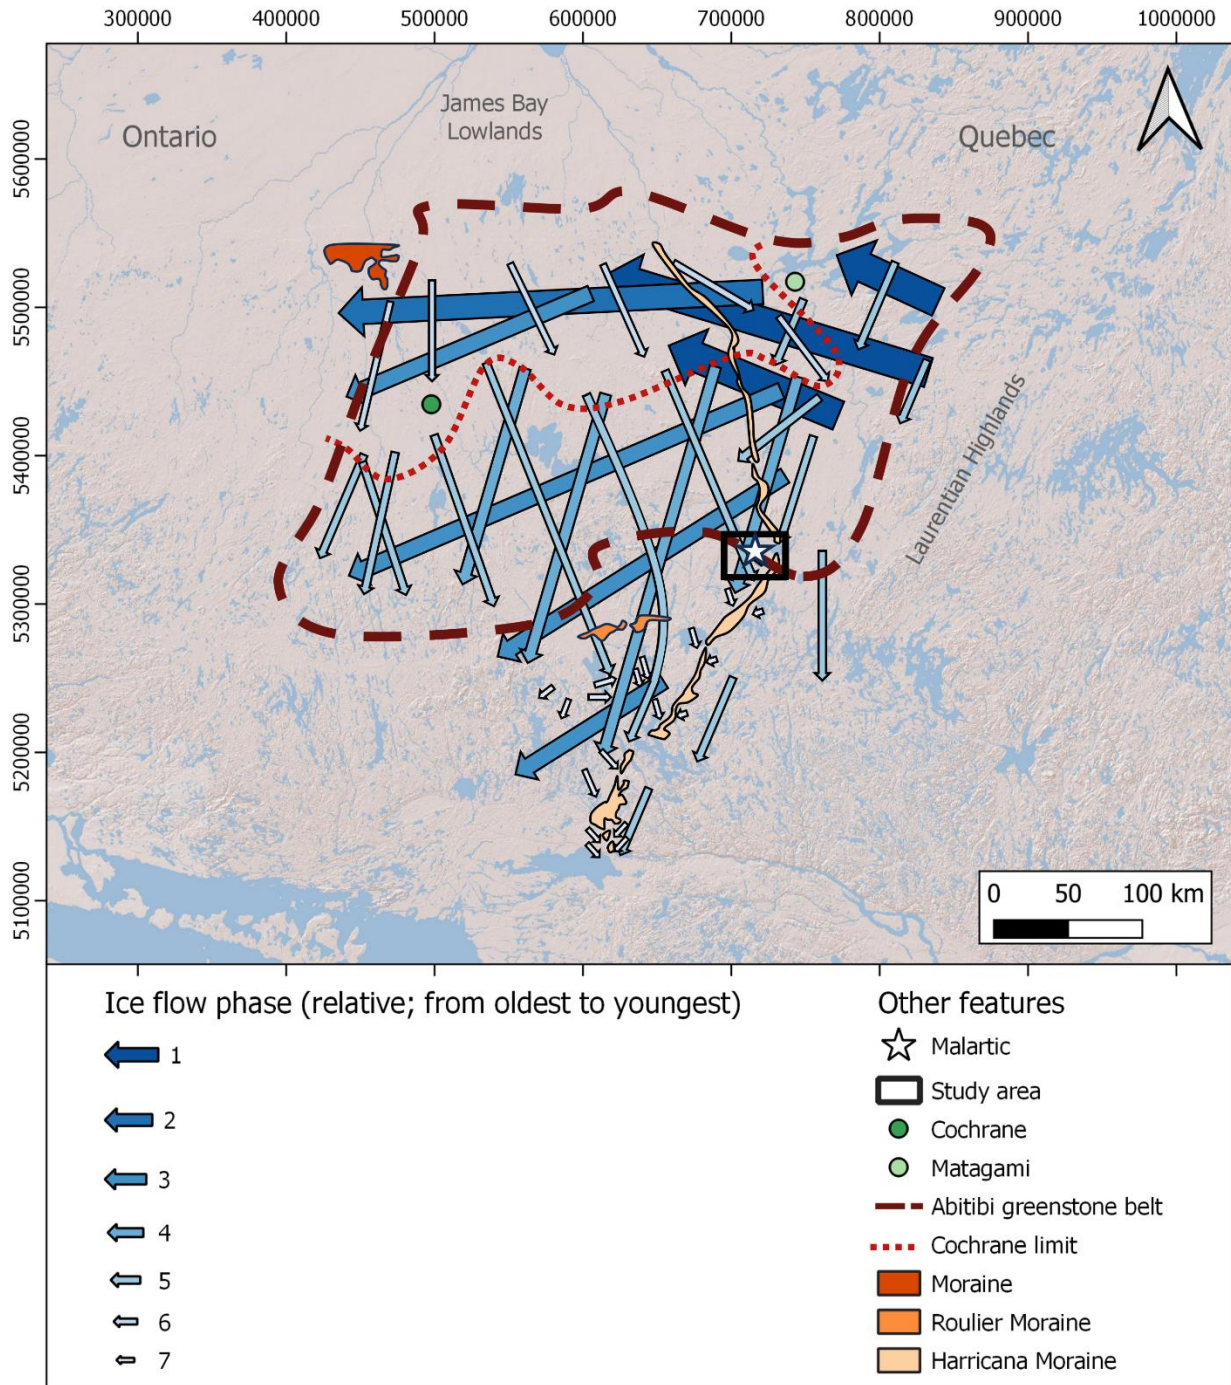 300000 400000 500000 600000 700000 800000 900000 1000000
James Bay
Lowlands
Ontario
Quebec
5600000
5500000
5400000
5300000
5200000
5100000
Laurentian Highlands
0 50 100 km
Ice flow phase (relative; from oldest to youngest)
1
2
3
4
5
6
7
Other features
Malartic
Study area
Cochrane
Matagami
Abitibi greenstone belt
Cochrane limit
Moraine
Roulier Moraine
Harricana Moraine